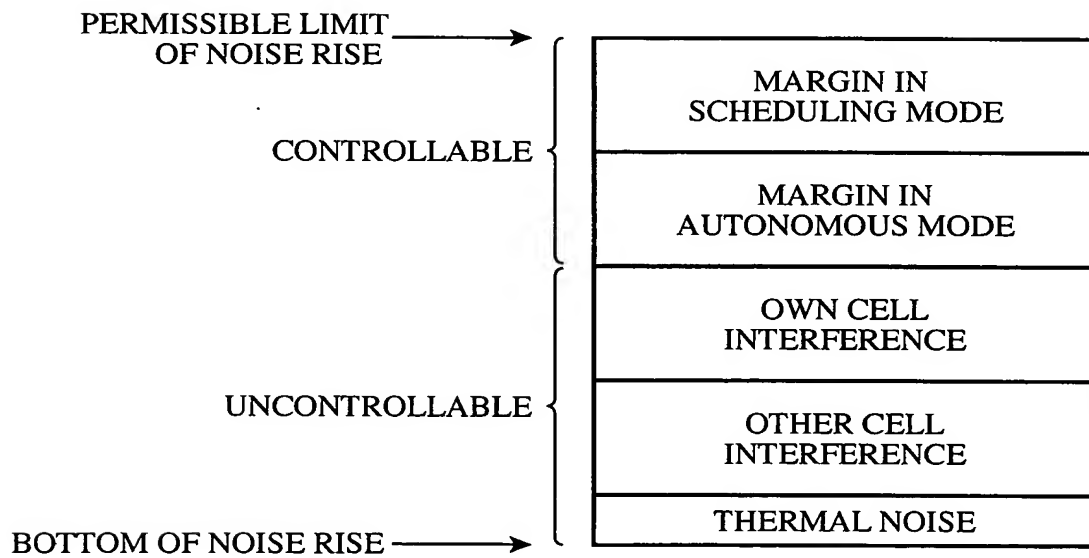 PERMISSIBLE LIMIT
OF NOISE RISE
MARGIN IN
SCHEDULING MODE
CONTROLLABLE
MARGIN IN
AUTONOMOUS MODE
OWN CELL
INTERFERENCE
UNCONTROLLABLE
OTHER CELL
INTERFERENCE
THERMAL NOISE
BOTTOM OF NOISE RISE